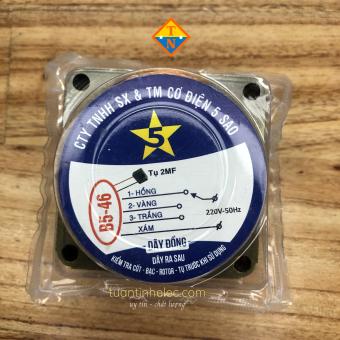 TN
CTY TNHH SX & TM CƠ ĐIỆN 5 SAO
5
Tụ 2MF
B5-46
1- HỒNG
2- VÀNG
3- TRẮNG
XÁM
220V-50Hz
DÂY ĐỒNG
DÂY RA SAU
KIỂM TRA CỐT - BẠC - ROTOR - TỤ TRƯỚC KHI SỬ DỤNG
tuantinhelec.com
uy tín - chất lượng